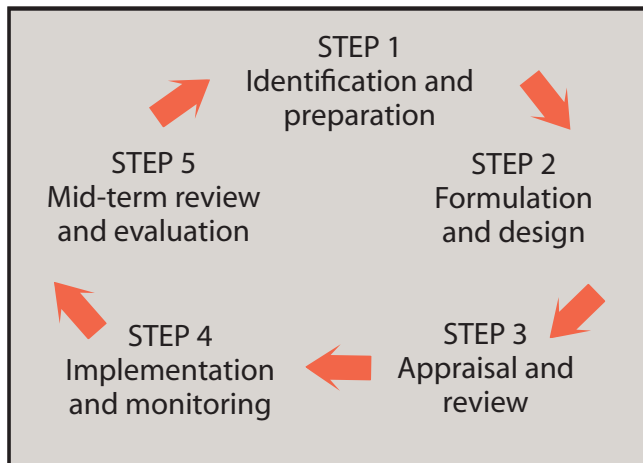 STEP 1
Identification and
preparation
STEP 2
Formulation
and design
STEP 3
Appraisal and
review
STEP 4
Implementation
and monitoring
STEP 5
Mid-term review
and evaluation